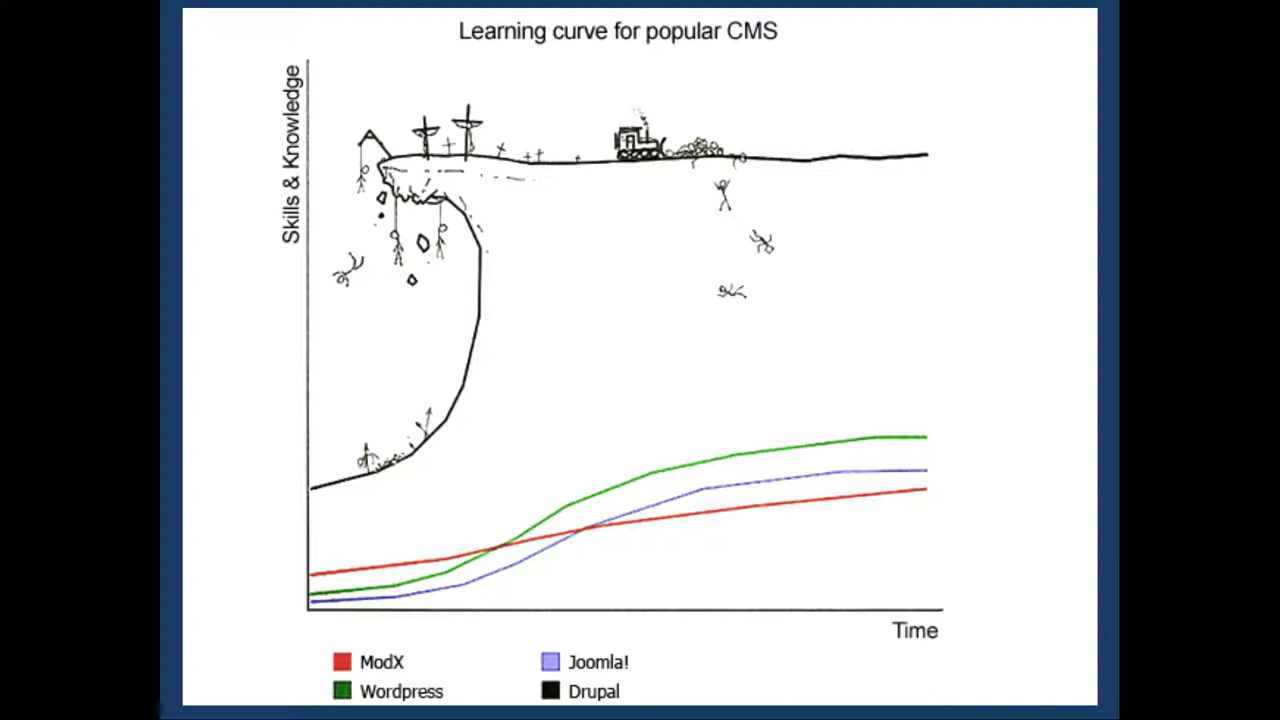 Learning curve for popular CMS
Skills & Knowledge
Time
ModX
Joomla!
Wordpress
Drupal